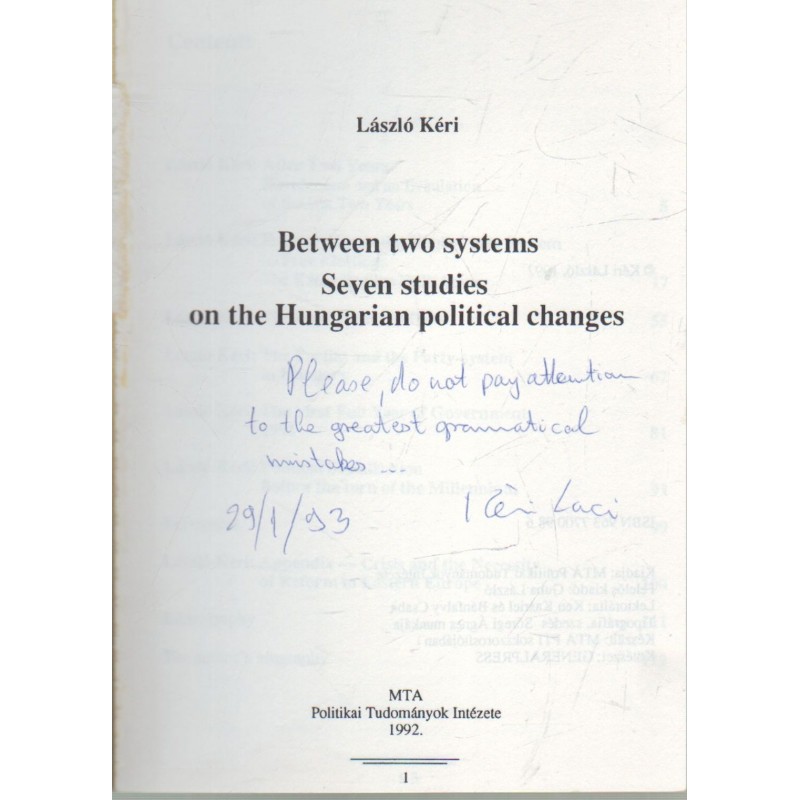 László Kéri
Between two systems
Seven studies
on the Hungarian political changes
Please, do not pay attention
to the greatest gramatical
mistakes...
29/1/93 Kéri Laci
MTA
Politikai Tudományok Intézete
1992.
1